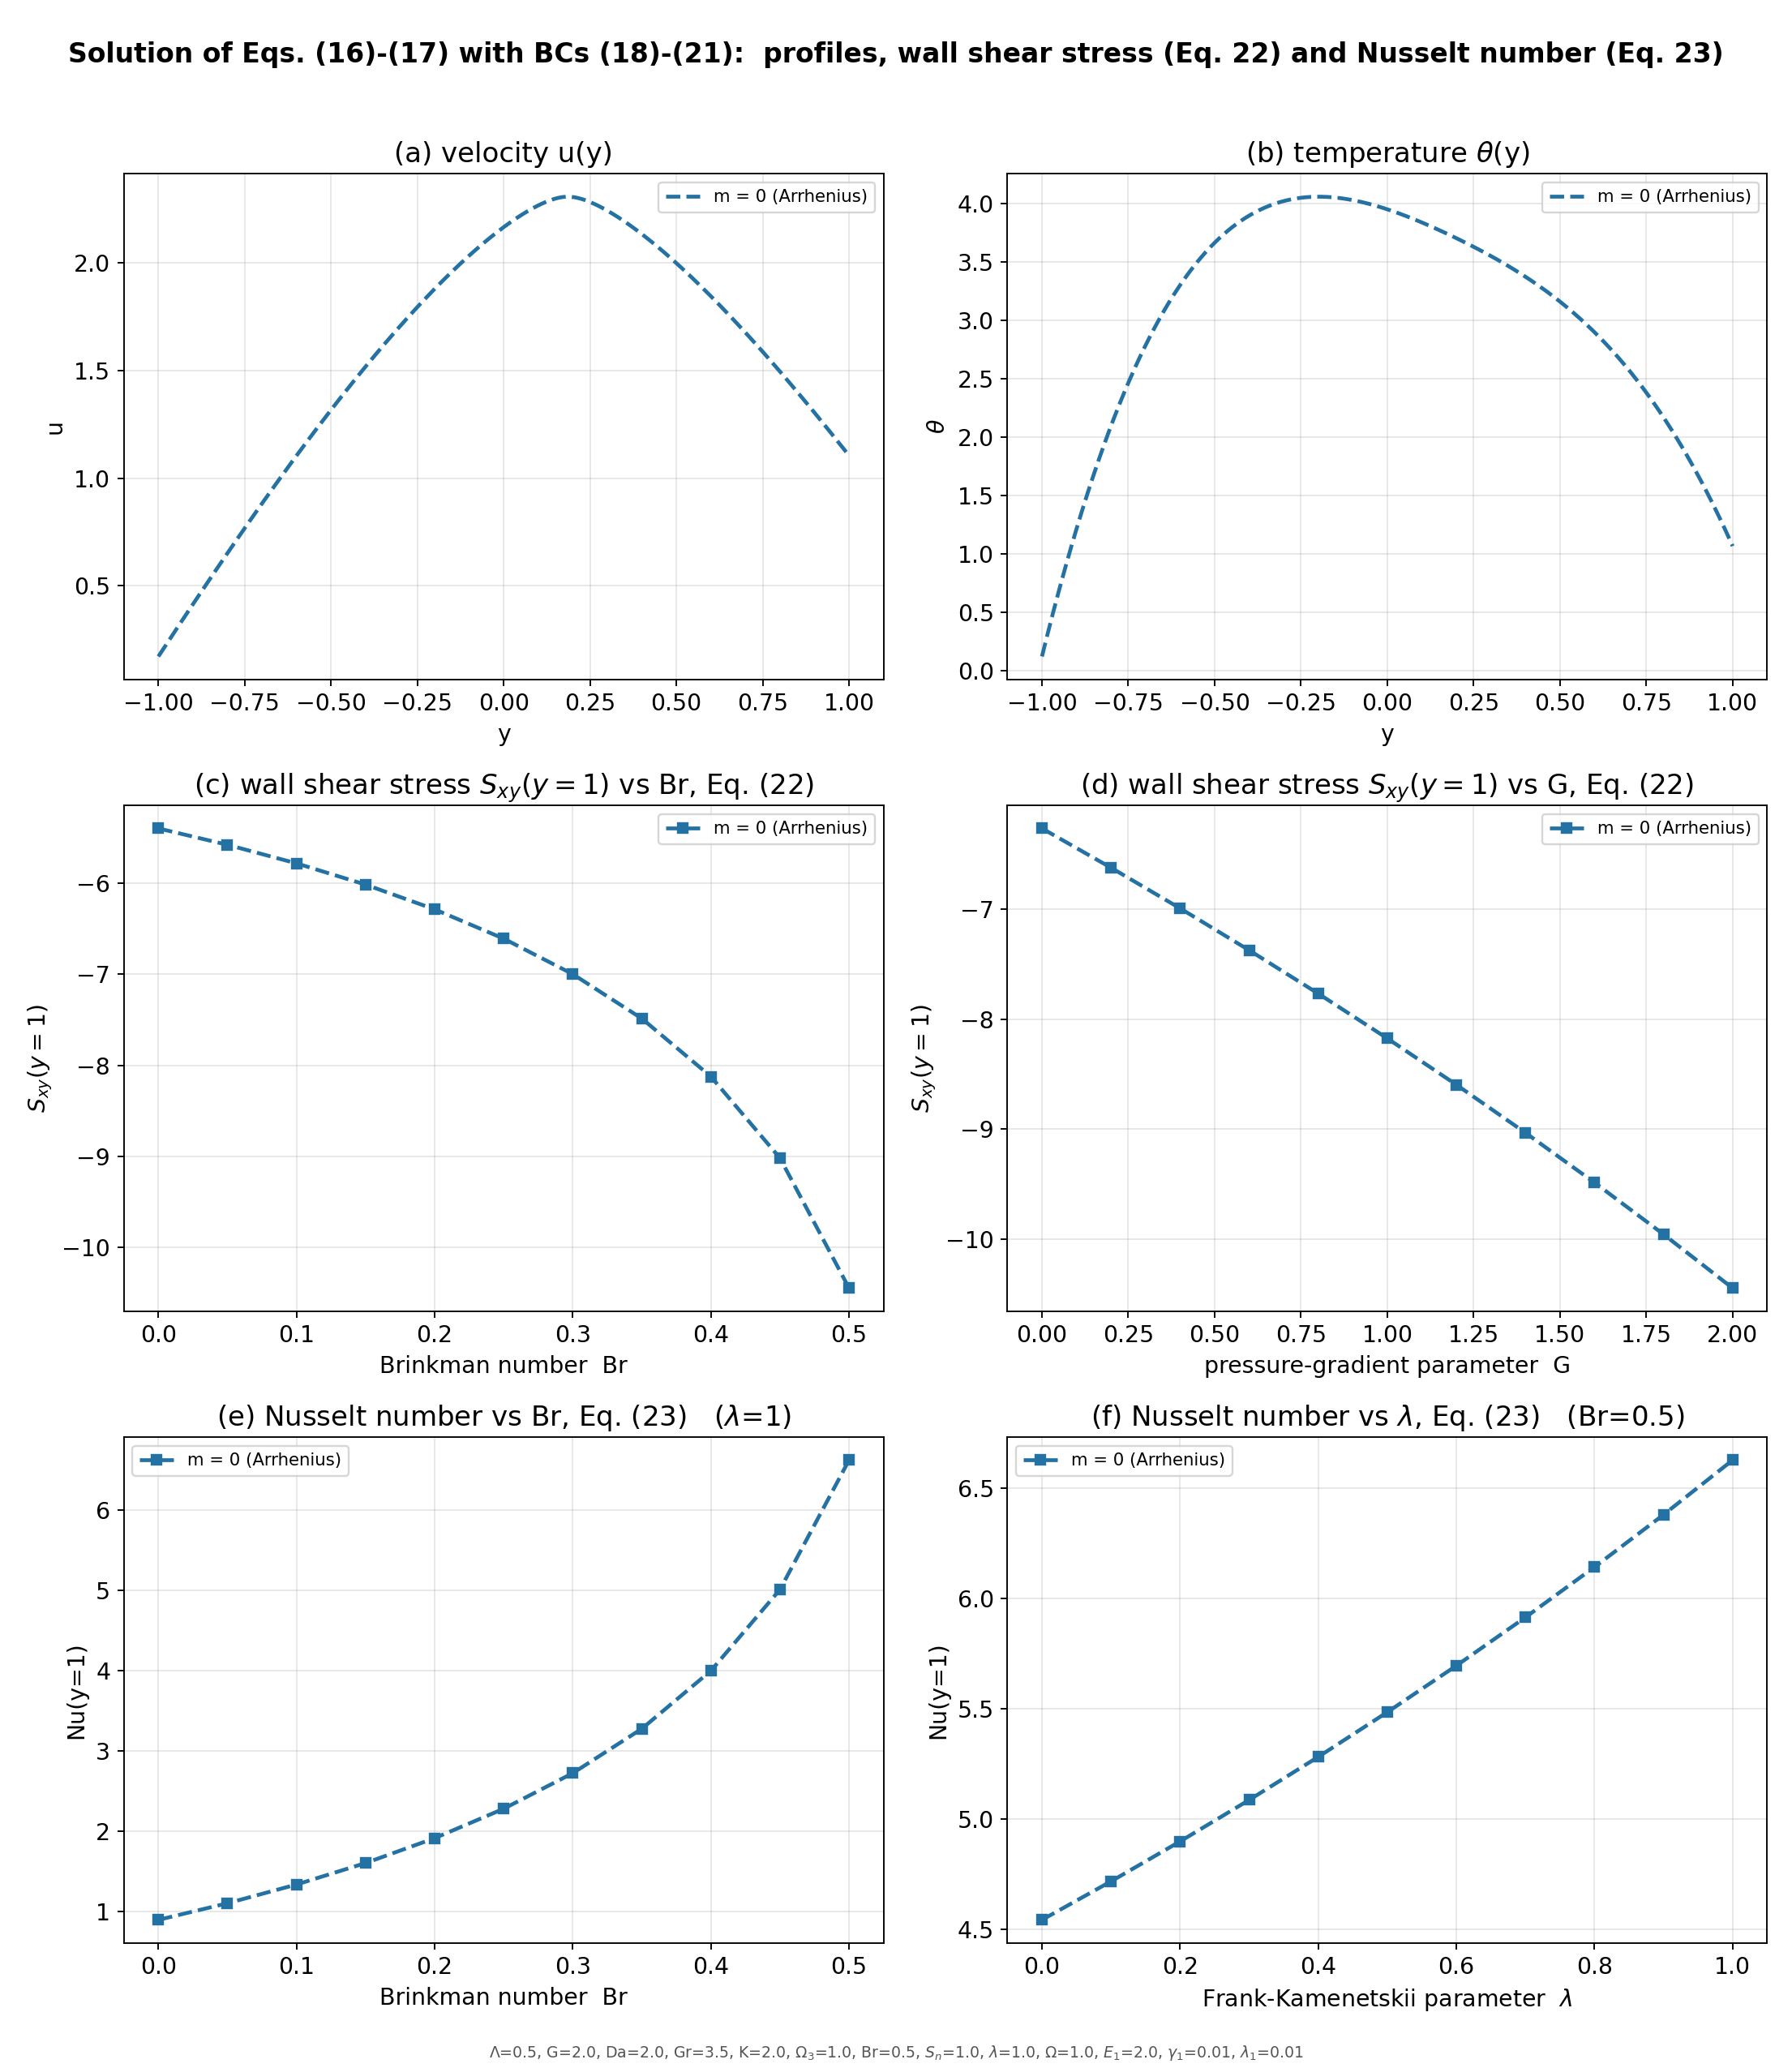 Solution of Eqs. (16)-(17) with BCs (18)-(21):  profiles, wall shear stress (Eq. 22) and Nusselt number (Eq. 23)
(a) velocity u(y)
m = 0 (Arrhenius)
2.0
1.5
1.0
0.5
u
−1.00 −0.75 −0.50 −0.25 0.00 0.25 0.50 0.75 1.00
y
(b) temperature θ(y)
m = 0 (Arrhenius)
4.0
3.5
3.0
2.5
2.0
1.5
1.0
0.5
0.0
θ
−1.00 −0.75 −0.50 −0.25 0.00 0.25 0.50 0.75 1.00
y
(c) wall shear stress S_xy(y = 1) vs Br, Eq. (22)
m = 0 (Arrhenius)
−6
−7
−8
−9
−10
S_xy(y = 1)
0.0 0.1 0.2 0.3 0.4 0.5
Brinkman number  Br
(d) wall shear stress S_xy(y = 1) vs G, Eq. (22)
m = 0 (Arrhenius)
−7
−8
−9
−10
S_xy(y = 1)
0.00 0.25 0.50 0.75 1.00 1.25 1.50 1.75 2.00
pressure-gradient parameter  G
(e) Nusselt number vs Br, Eq. (23)   (λ=1)
m = 0 (Arrhenius)
6
5
4
3
2
1
Nu(y=1)
0.0 0.1 0.2 0.3 0.4 0.5
Brinkman number  Br
(f) Nusselt number vs λ, Eq. (23)   (Br=0.5)
m = 0 (Arrhenius)
6.5
6.0
5.5
5.0
4.5
Nu(y=1)
0.0 0.2 0.4 0.6 0.8 1.0
Frank-Kamenetskii parameter  λ
Λ=0.5, G=2.0, Da=2.0, Gr=3.5, K=2.0, Ω₃=1.0, Br=0.5, Sₙ=1.0, λ=1.0, Ω=1.0, E₁=2.0, γ₁=0.01, λ₁=0.01